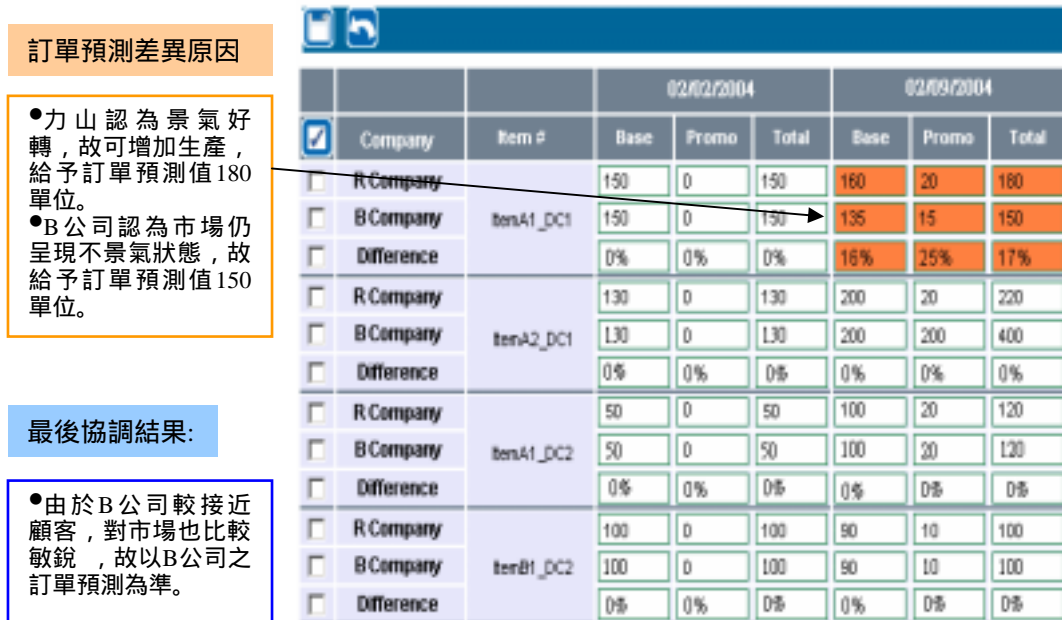 訂單預測差異原因
●力山認為景氣好
轉，故可增加生產，
給予訂單預測值180
單位。
●B公司認為市場仍
呈現不景氣狀態，故
給予訂單預測值150
單位。
最後協調結果:
●由於B公司較接近
顧客，對市場也比較
敏銳 ，故以B公司之
訂單預測為準。
02/02/2004 02/09/2004
Company Item # Base Promo Total Base Promo Total
R Company 150 0 150 160 20 180
B Company ItemA1_DC1 150 0 150 135 15 150
Difference 0% 0% 0% 16% 25% 17%
R Company 130 0 130 200 20 220
B Company ItemA2_DC1 130 0 130 200 200 400
Difference 0% 0% 0% 0% 0% 0%
R Company 50 0 50 100 20 120
B Company ItemA1_DC2 50 0 50 100 20 120
Difference 0% 0% 0% 0% 0% 0%
R Company 100 0 100 90 10 100
B Company ItemB1_DC2 100 0 100 90 10 100
Difference 0% 0% 0% 0% 0% 0%